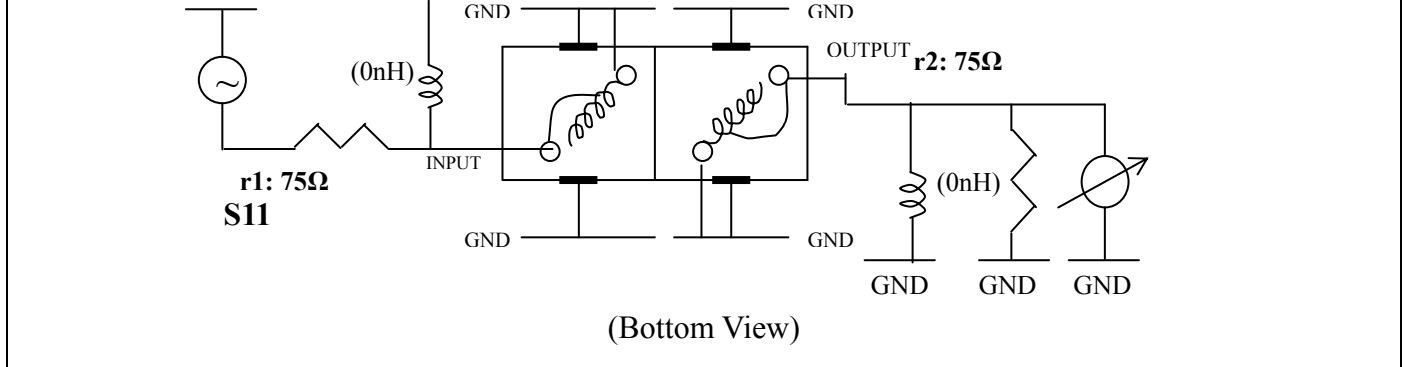 GND GND
OUTPUT r2: 75Ω
(0nH)
INPUT
r1: 75Ω
(0nH)
S11
GND GND
GND GND GND
(Bottom View)